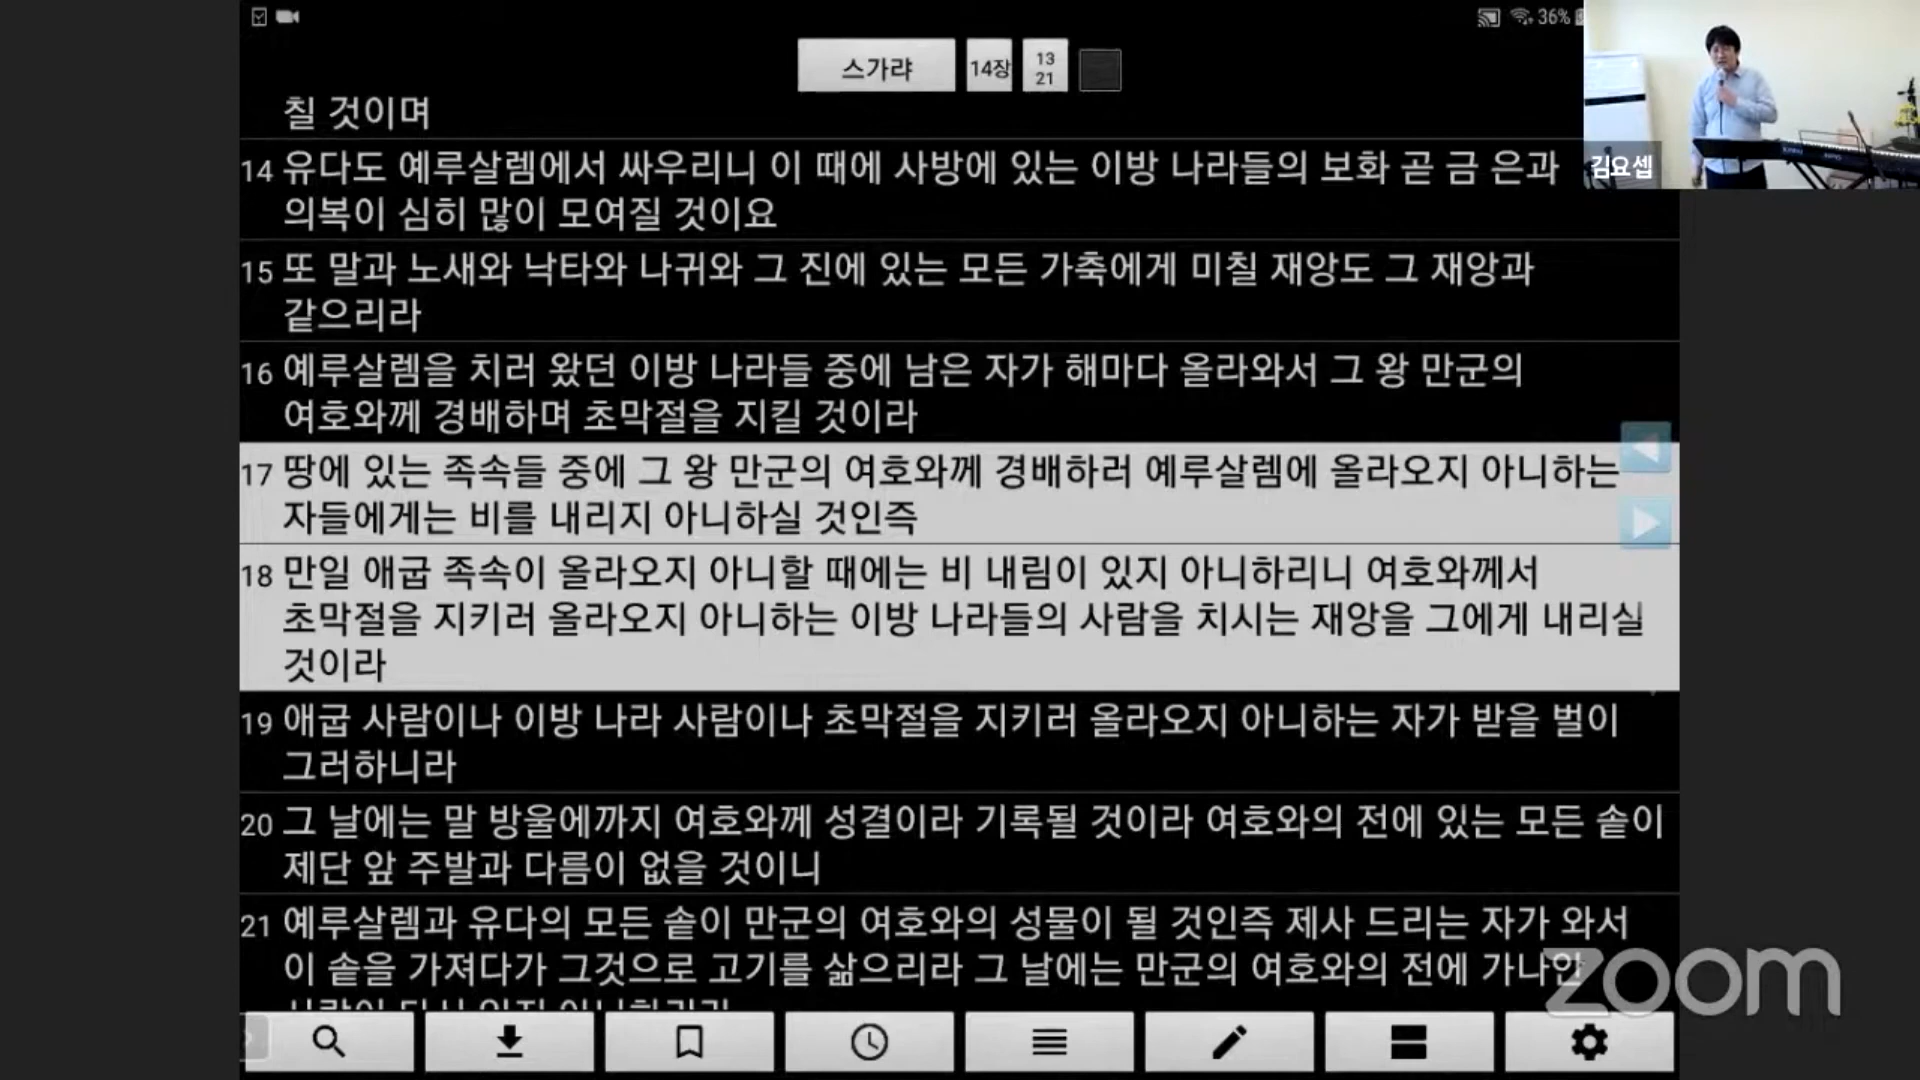 36%
스가랴
14장
13
21
칠 것이며
14 유다도 예루살렘에서 싸우리니 이 때에 사방에 있는 이방 나라들의 보화 곧 금 은과
의복이 심히 많이 모여질 것이요
15 또 말과 노새와 낙타와 나귀와 그 진에 있는 모든 가축에게 미칠 재앙도 그 재앙과
같으리라
16 예루살렘을 치러 왔던 이방 나라들 중에 남은 자가 해마다 올라와서 그 왕 만군의
여호와께 경배하며 초막절을 지킬 것이라
17 땅에 있는 족속들 중에 그 왕 만군의 여호와께 경배하러 예루살렘에 올라오지 아니하는
자들에게는 비를 내리지 아니하실 것인즉
18 만일 애굽 족속이 올라오지 아니할 때에는 비 내림이 있지 아니하리니 여호와께서
초막절을 지키러 올라오지 아니하는 이방 나라들의 사람을 치시는 재앙을 그에게 내리실
것이라
19 애굽 사람이나 이방 나라 사람이나 초막절을 지키러 올라오지 아니하는 자가 받을 벌이
그러하니라
20 그 날에는 말 방울에까지 여호와께 성결이라 기록될 것이라 여호와의 전에 있는 모든 솥이
제단 앞 주발과 다름이 없을 것이니
21 예루살렘과 유다의 모든 솥이 만군의 여호와의 성물이 될 것인즉 제사 드리는 자가 와서
이 솥을 가져다가 그것으로 고기를 삶으리라 그 날에는 만군의 여호와의 전에 가나안
김요셉
zoom